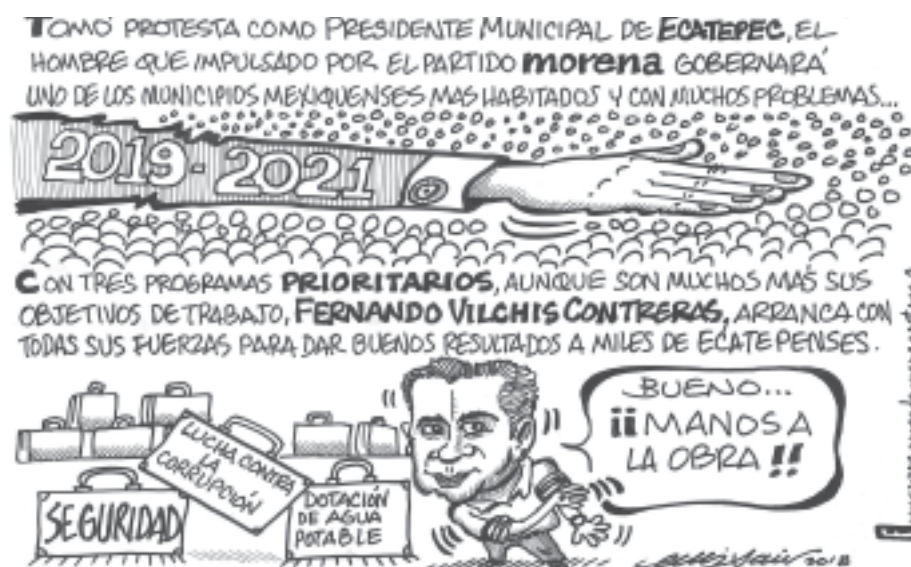 TOMÓ PROTESTA COMO PRESIDENTE MUNICIPAL DE ECATEPEC, EL
HOMBRE QUE IMPULSADO POR EL PARTIDO morena GOBERNARÁ
UNO DE LOS MUNICIPIOS MEXIQUENSES MAS HABITADOS Y CON MUCHOS PROBLEMAS...
2019-2021
CON TRES PROGRAMAS PRIORITARIOS, AUNQUE SON MUCHOS MAS SUS
OBJETIVOS DE TRABAJO, FERNANDO VILCHIS CONTRERAS, ARRANCA CON
TODAS SUS FUERZAS PARA DAR BUENOS RESULTADOS A MILES DE ECATEPENSES.
BUENO...
¡¡MANOS A
LA OBRA!!
LUCHA CONTRA
LA
CORRUPCIÓN
SEGURIDAD
DOTACIÓN
DE AGUA
POTABLE